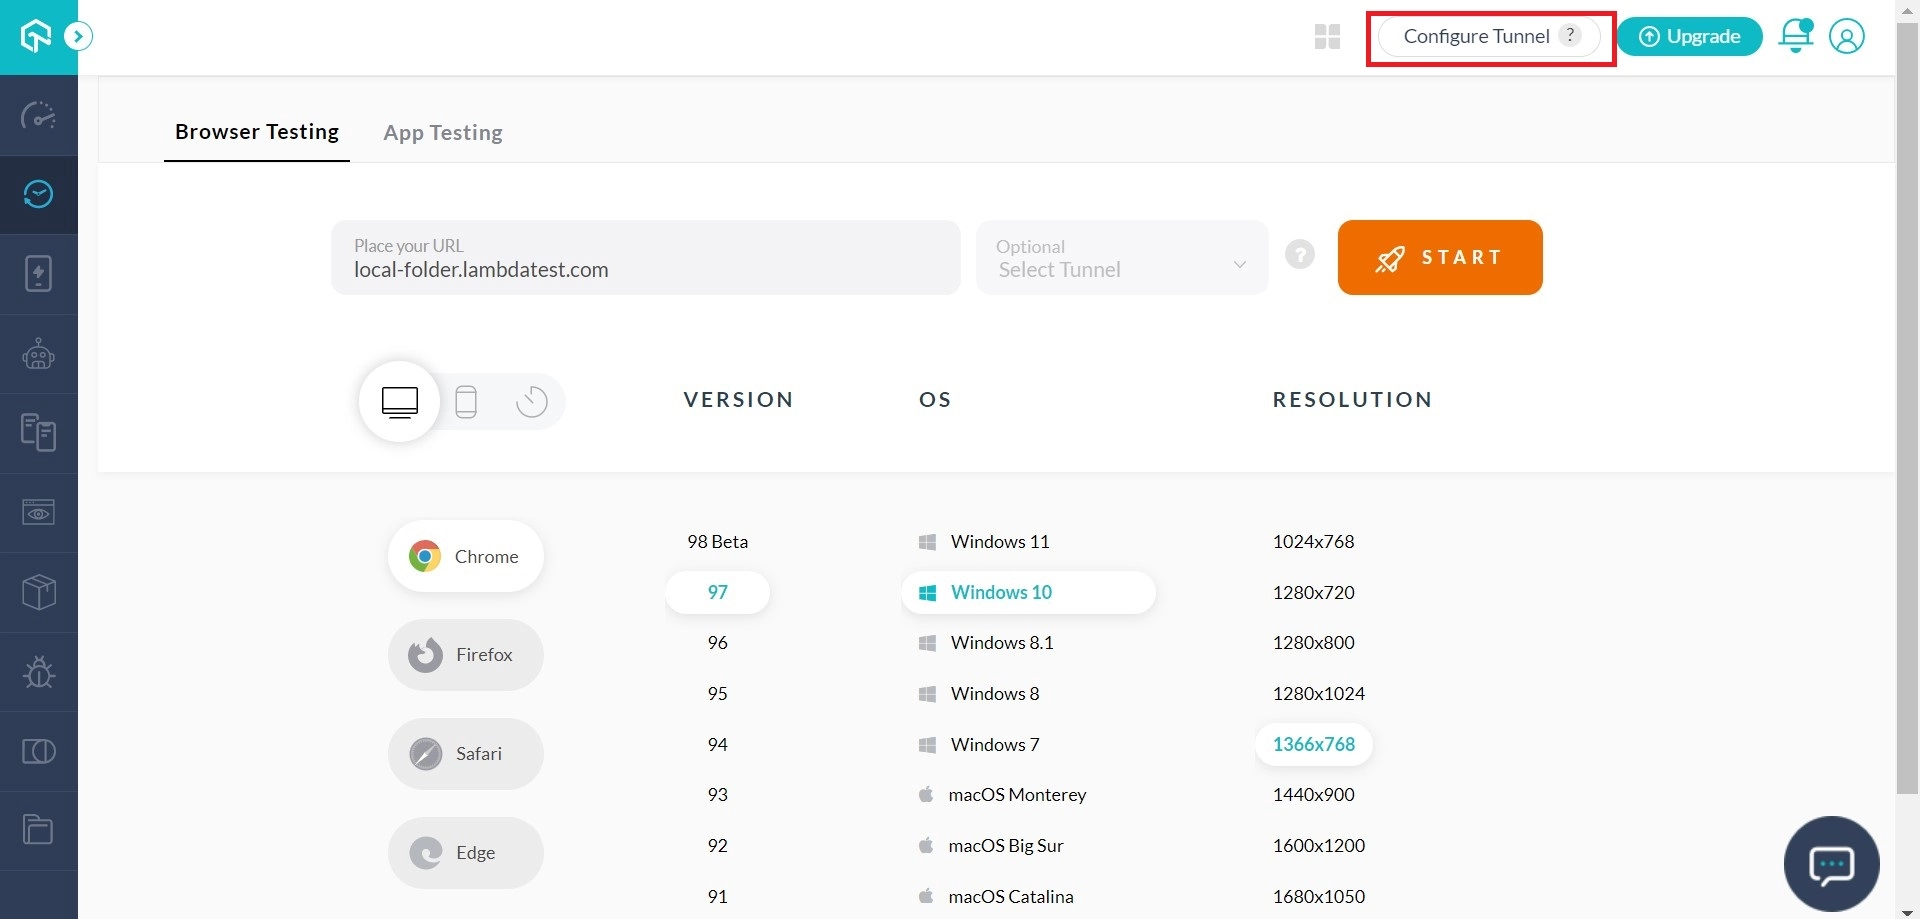 Configure Tunnel ?
Upgrade
Browser Testing
App Testing
Place your URL
local-folder.lambdatest.com
Optional
Select Tunnel
?
START
VERSION
OS
RESOLUTION
Chrome
Firefox
Safari
Edge
98 Beta
97
96
95
94
93
92
91
Windows 11
Windows 10
Windows 8.1
Windows 8
Windows 7
macOS Monterey
macOS Big Sur
macOS Catalina
1024x768
1280x720
1280x800
1280x1024
1366x768
1440x900
1600x1200
1680x1050